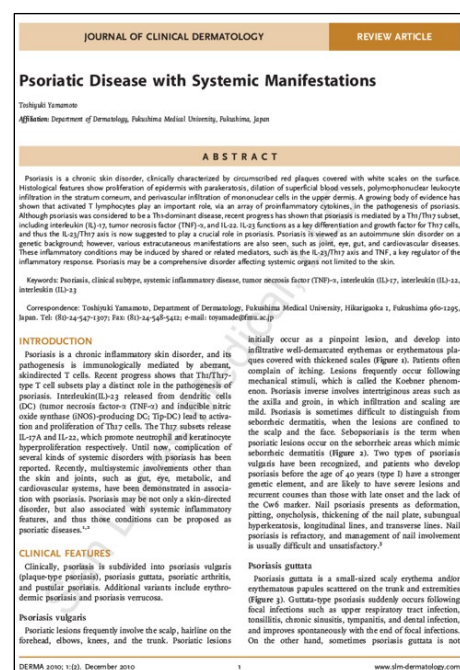 JOURNAL OF CLINICAL DERMATOLOGY
REVIEW ARTICLE
Psoriatic Disease with Systemic Manifestations
Toshiyuki Yamamoto
Affiliation: Department of Dermatology, Fukushima Medical University, Fukushima, Japan
ABSTRACT
Psoriasis is a chronic skin disorder, clinically characterized by circumscribed red plaques covered with white scales on the surface.
Histological features show proliferation of epidermis with parakeratosis, dilation of superficial blood vessels, polymorphonuclear leukocyte
infiltration in the stratum corneum, and perivascular infiltration of mononuclear cells in the upper dermis. A growing body of evidence has
shown that activated T lymphocytes play an important role, via an array of proinflammatory cytokines, in the pathogenesis of psoriasis.
Although psoriasis was considered to be a Th1-dominant disease, recent progress has shown that psoriasis is mediated by a Th1/Th17 subset,
including interleukin (IL)-17, tumor necrosis factor (TNF)-α, and IL-22. IL-23 functions as a key differentiation and growth factor for Th17 cells,
and thus the IL-23/Th17 axis is now suggested to play a crucial role in psoriasis. Psoriasis is viewed as an autoimmune skin disorder on a
genetic background; however, various extracutaneous manifestations are also seen, such as joint, eye, gut, and cardiovascular diseases.
These inflammatory conditions may be induced by shared or related mediators, such as the IL-23/Th17 axis and TNF, a key regulator of the
inflammatory response. Psoriasis may be a comprehensive disorder affecting systemic organs not limited to the skin.
Keywords: Psoriasis, clinical subtype, systemic inflammatory disease, tumor necrosis factor (TNF)-α, interleukin (IL)-17, interleukin (IL)-22,
interleukin (IL)-23
Correspondence: Toshiyuki Yamamoto, Department of Dermatology, Fukushima Medical University, Hikarigaoka 1, Fukushima 960-1295,
Japan. Tel: (81)-24-547-1307; Fax: (81)-24-548-5412; e-mail: toyamade@fmu.ac.jp
INTRODUCTION
Psoriasis is a chronic inflammatory skin disorder, and its
pathogenesis is immunologically mediated by aberrant,
skindirected T cells. Recent progress shows that Th1/Th17-
type T cell subsets play a distinct role in the pathogenesis of
psoriasis. Interleukin(IL)-23 released from dendritic cells
(DC) (tumor necrosis factor-α (TNF-α) and inducible nitric
oxide synthase (iNOS)-producing DC; Tip-DC) lead to activa-
tion and proliferation of Th17 cells. The Th17 subsets release
IL-17A and IL-22, which promote neutrophil and keratinocyte
hyperproliferation respectively. Until now, complication of
several kinds of systemic disorders with psoriasis has been
reported. Recently, multisystemic involvements other than
the skin and joints, such as gut, eye, metabolic, and
cardiovascular systems, have been demonstrated in associa-
tion with psoriasis. Psoriasis may be not only a skin-directed
disorder, but also associated with systemic inflammatory
features, and thus those conditions can be proposed as
psoriatic diseases.1,2
CLINICAL FEATURES
Clinically, psoriasis is subdivided into psoriasis vulgaris
(plaque-type psoriasis), psoriasis guttata, psoriatic arthritis,
and pustular psoriasis. Additional variants include erythro-
dermic psoriasis and psoriasis verrucosa.
Psoriasis vulgaris
Psoriatic lesions frequently involve the scalp, hairline on the
forehead, elbows, knees, and the trunk. Psoriatic lesions
initially occur as a pinpoint lesion, and develop into
infiltrative well-demarcated erythemas or erythematous pla-
ques covered with thickened scales (Figure 1). Patients often
complain of itching. Lesions frequently occur following
mechanical stimuli, which is called the Koebner phenom-
enon. Psoriasis inverse involves intertriginous areas such as
the axilla and groin, in which infiltration and scaling are
mild. Psoriasis is sometimes difficult to distinguish from
seborrheic dermatitis, when the lesions are confined to
the scalp and the face. Sebopsoriasis is the term when
psoriatic lesions occur on the seborrheic areas which mimic
seborrheic dermatitis (Figure 2). Two types of psoriasis
vulgaris have been recognized, and patients who develop
psoriasis before the age of 40 years (type I) have a stronger
genetic element, and are likely to have severe lesions and
recurrent courses than those with late onset and the lack of
the Cw6 marker. Nail psoriasis presents as deformation,
pitting, onycholysis, thickening of the nail plate, subungual
hyperkeratosis, longitudinal lines, and transverse lines. Nail
psoriasis is refractory, and management of nail involvement
is usually difficult and unsatisfactory.3
Psoriasis guttata
Psoriasis guttata is a small-sized scaly erythema and/or
erythematous papules scattered on the trunk and extremities
(Figure 3). Guttata-type psoriasis suddenly occurs following
focal infections such as upper respiratory tract infection,
tonsillitis, chronic sinusitis, tympanitis, and dental infection,
and improves spontaneously with the end of focal infections.
On the other hand, sometimes psoriasis guttata is not
DERMA 2010; 1:(2). December 2010
1
www.slm-dermatology.com